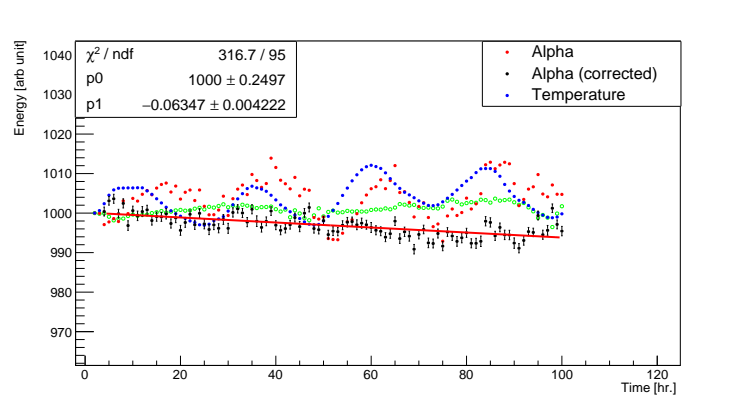 χ² / ndf 316.7 / 95
p0 1000 ± 0.2497
p1 −0.06347 ± 0.004222
Alpha
Alpha (corrected)
Temperature
Energy [arb unit]
1040
1030
1020
1010
1000
990
980
970
0 20 40 60 80 100 120
Time [hr.]